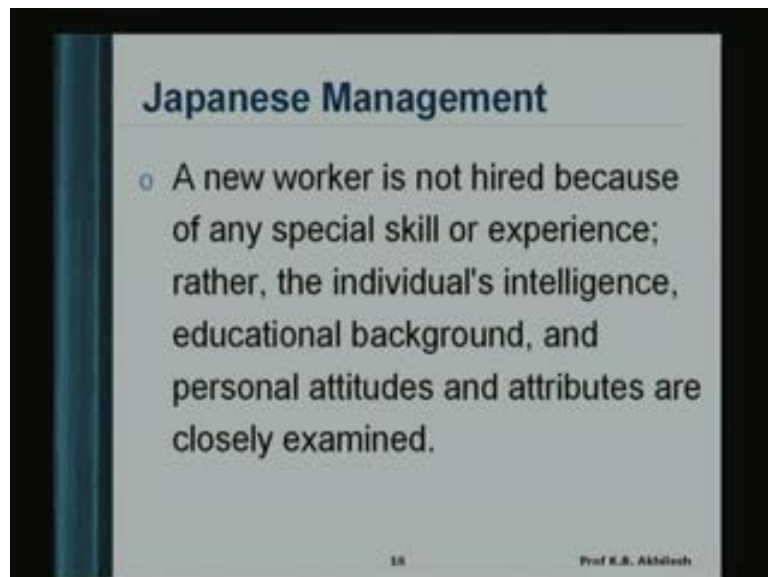 Japanese Management
o A new worker is not hired because
of any special skill or experience;
rather, the individual's intelligence,
educational background, and
personal attitudes and attributes are
closely examined.
Prof K.B. Akhilesh